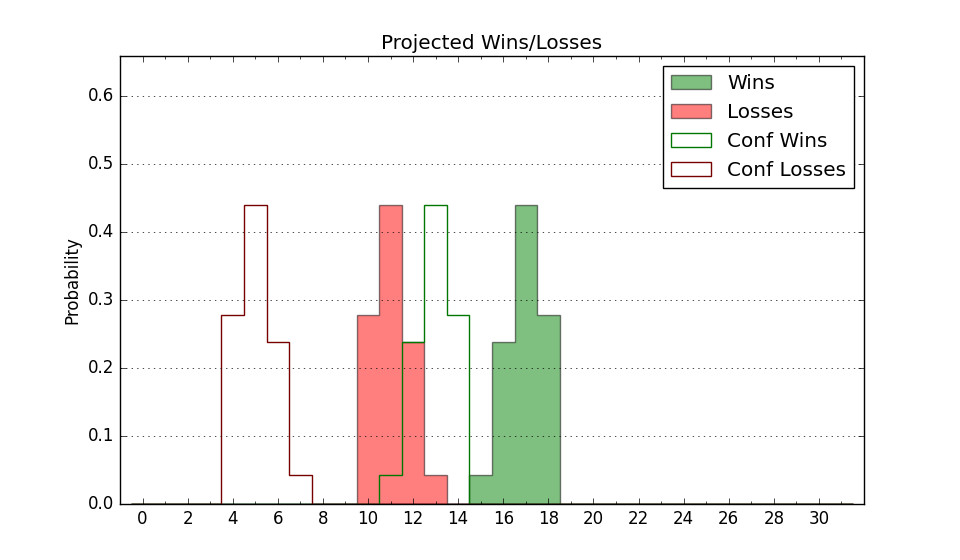 Projected Wins/Losses
Wins
Losses
Conf Wins
Conf Losses
Probability
0.6
0.5
0.4
0.3
0.2
0.1
0.0
0 2 4 6 8 10 12 14 16 18 20 22 24 26 28 30